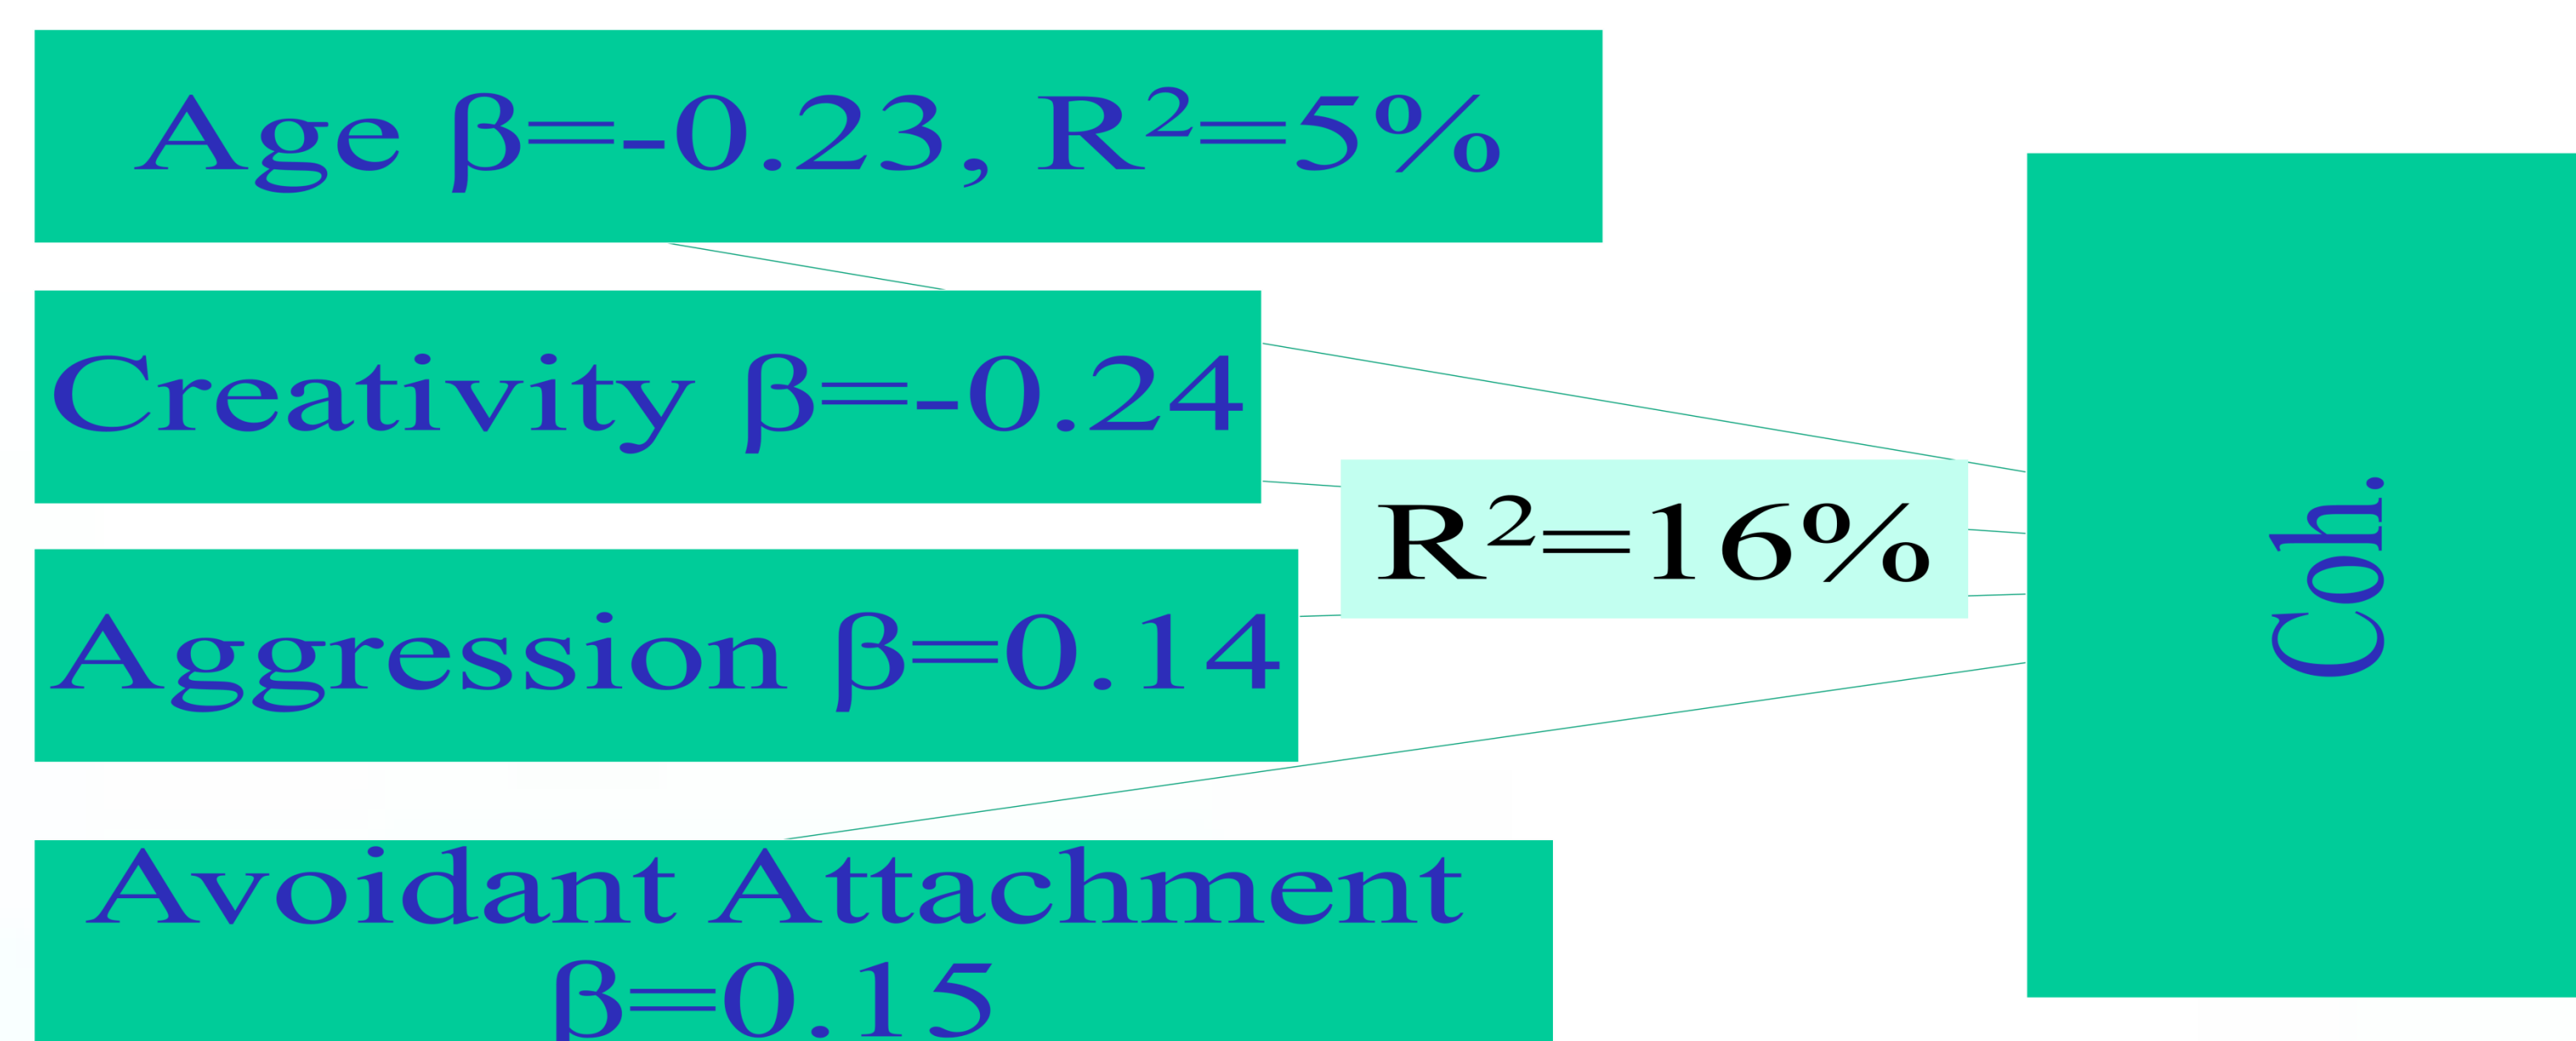 Age β=-0.23, R²=5%
Creativity β=-0.24
R²=16%
Aggression β=0.14
Avoidant Attachment
β=0.15
Coh.